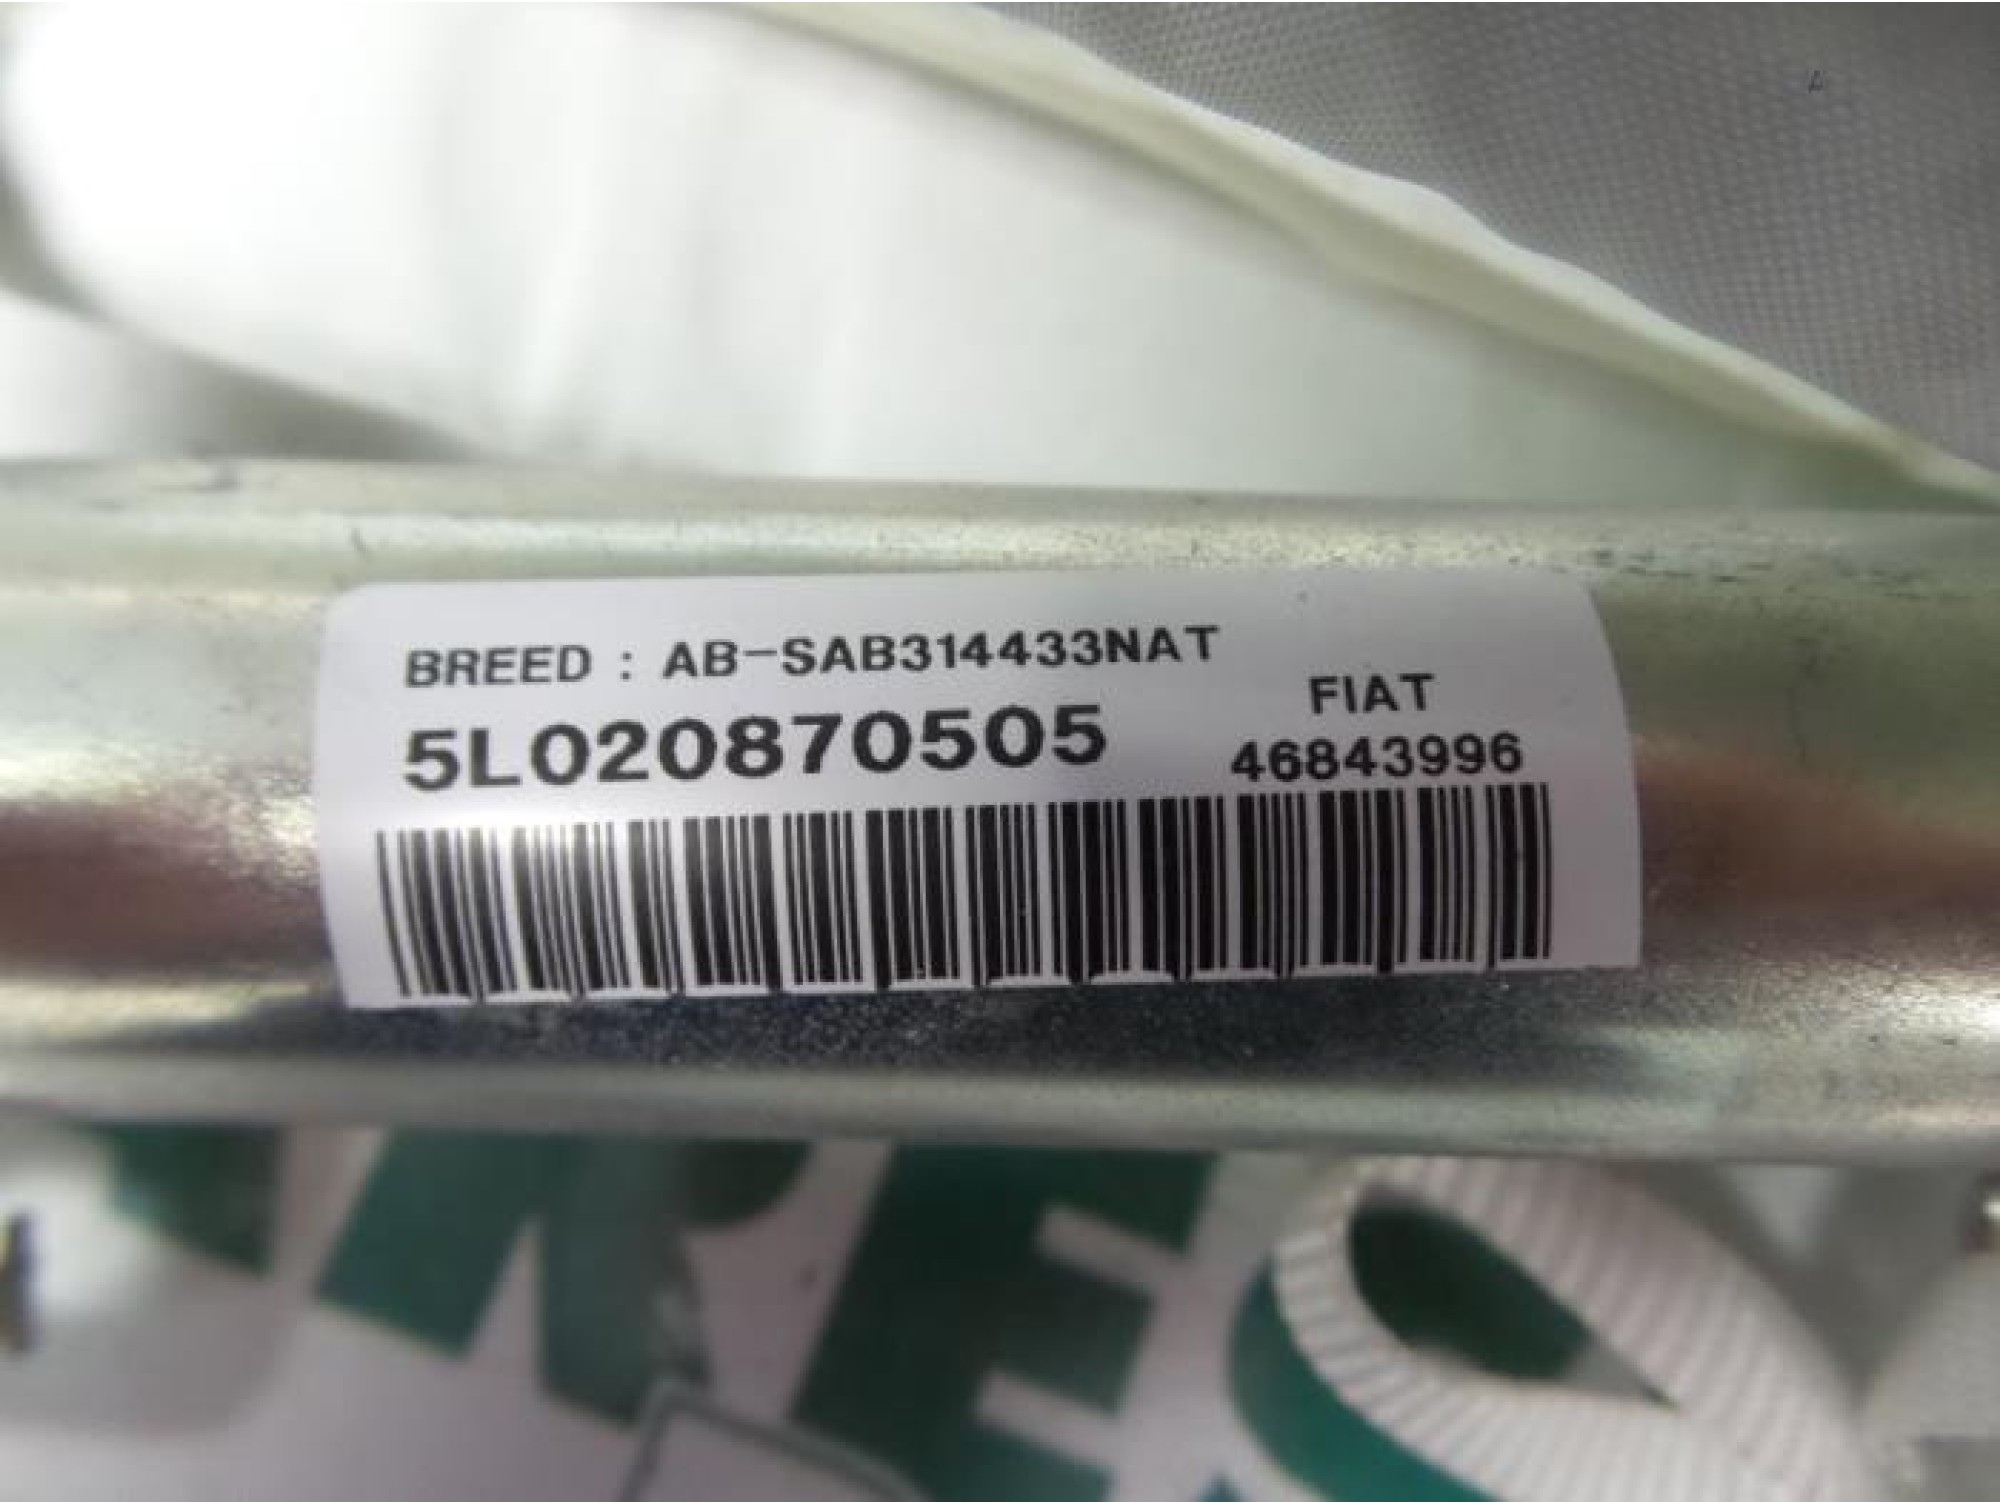 BREED : AB-SAB314433NAT
FIAT
5L020870505
46843996